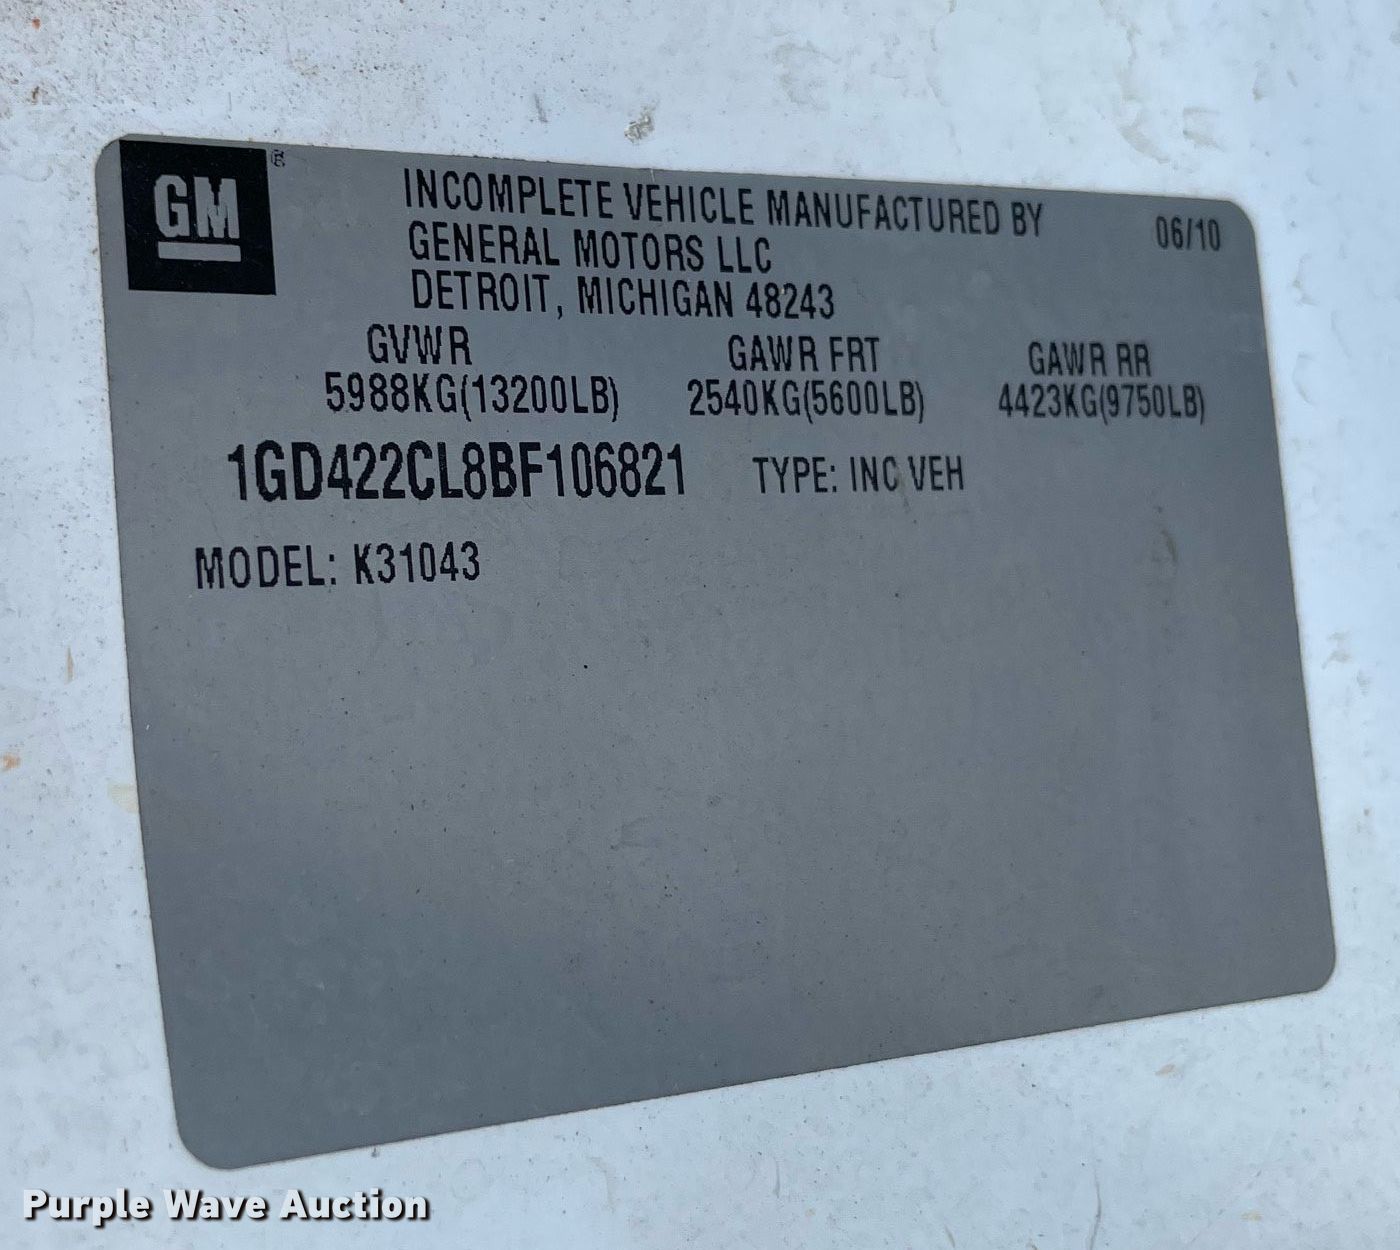 GM ®
INCOMPLETE VEHICLE MANUFACTURED BY 06/10
GENERAL MOTORS LLC
DETROIT, MICHIGAN 48243
GVWR GAWR FRT GAWR RR
5988KG(13200LB) 2540KG(5600LB) 4423KG(9750LB)
1GD422CL8BF106821 TYPE: INC VEH
MODEL: K31043
Purple Wave Auction